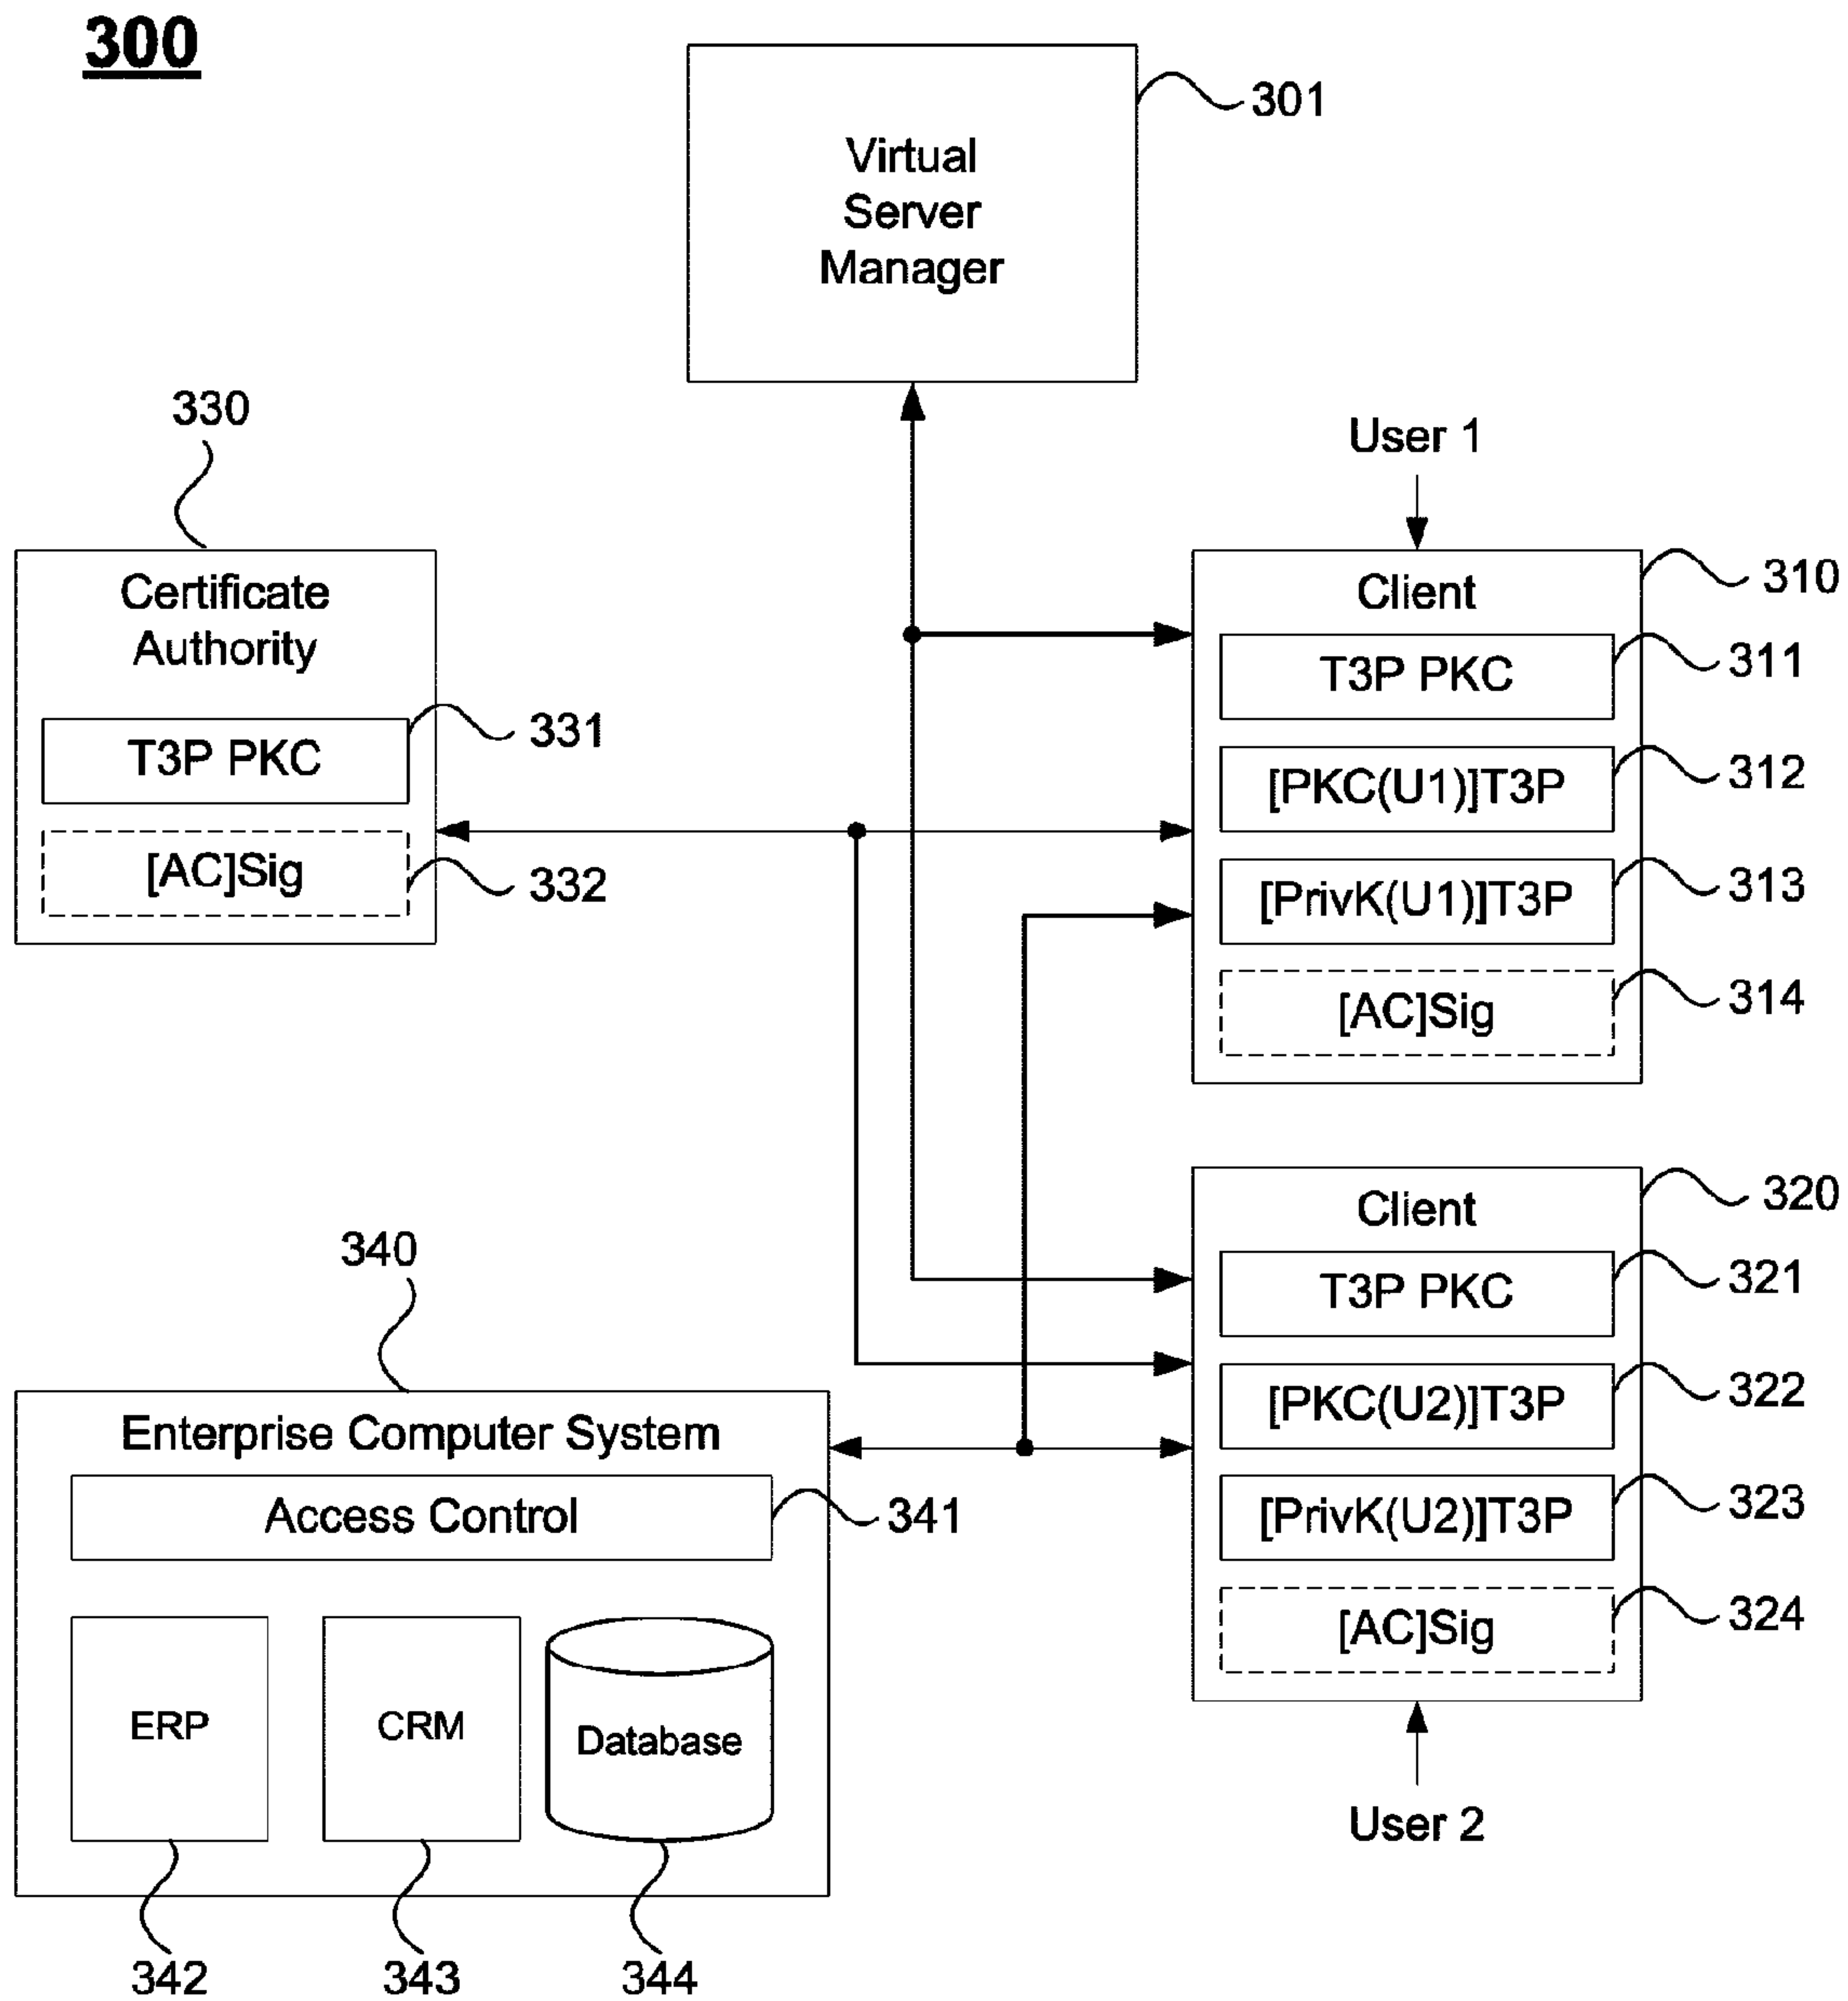 300
Virtual
Server
Manager
301
330
User 1
Certificate
Authority
T3P PKC
331
[AC]Sig
332
Client
310
T3P PKC
311
[PKC(U1)]T3P
312
[PrivK(U1)]T3P
313
[AC]Sig
314
Client
320
T3P PKC
321
[PKC(U2)]T3P
322
[PrivK(U2)]T3P
323
[AC]Sig
324
User 2
340
Enterprise Computer System
Access Control
341
ERP
CRM
Database
342
343
344